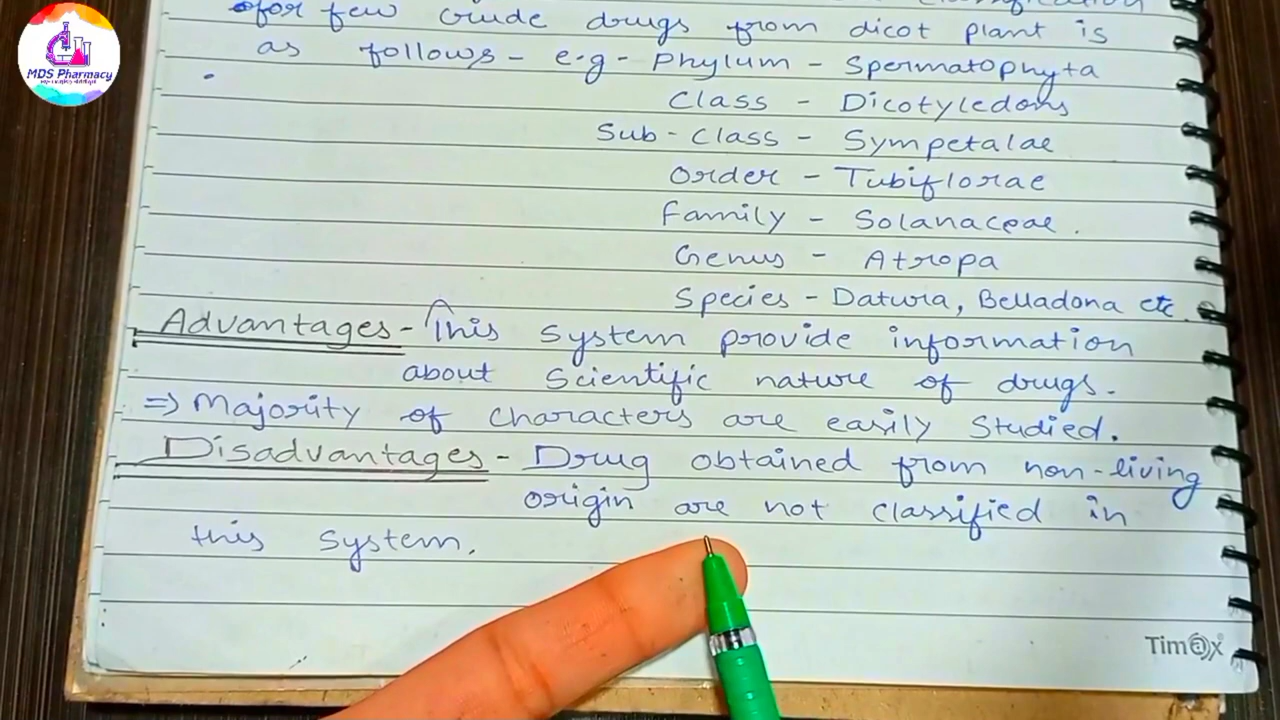 for few crude drugs from dicot plant is
as follows - e.g - Phylum - Spermatophyta
Class - Dicotyledons
Sub-Class - Sympetalae
Order - Tubiflorae
Family - Solanaceae.
Genus - Atropa
Species - Datura, Belladona etc.
Advantages - This system provide information
about Scientific nature of drugs.
⇒ Majority of characters are easily Studied.
Disadvantages - Drug obtained from non-living
origin are not classified in
this system.
MDS Pharmacy
Timex